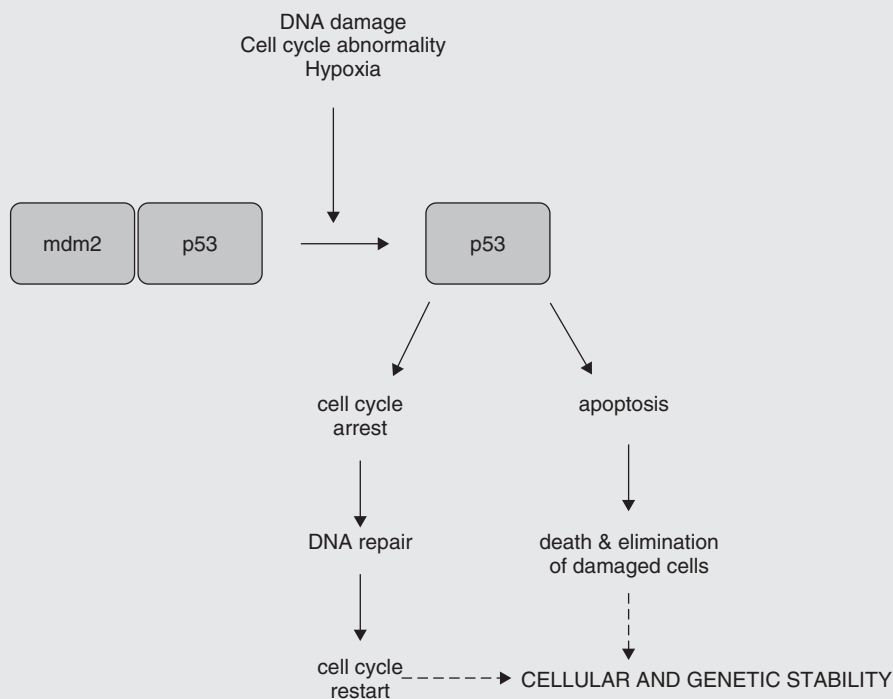 DNA damage
Cell cycle abnormality
Hypoxia
mdm2
p53
p53
cell cycle
arrest
apoptosis
DNA repair
death & elimination
of damaged cells
cell cycle
restart
CELLULAR AND GENETIC STABILITY